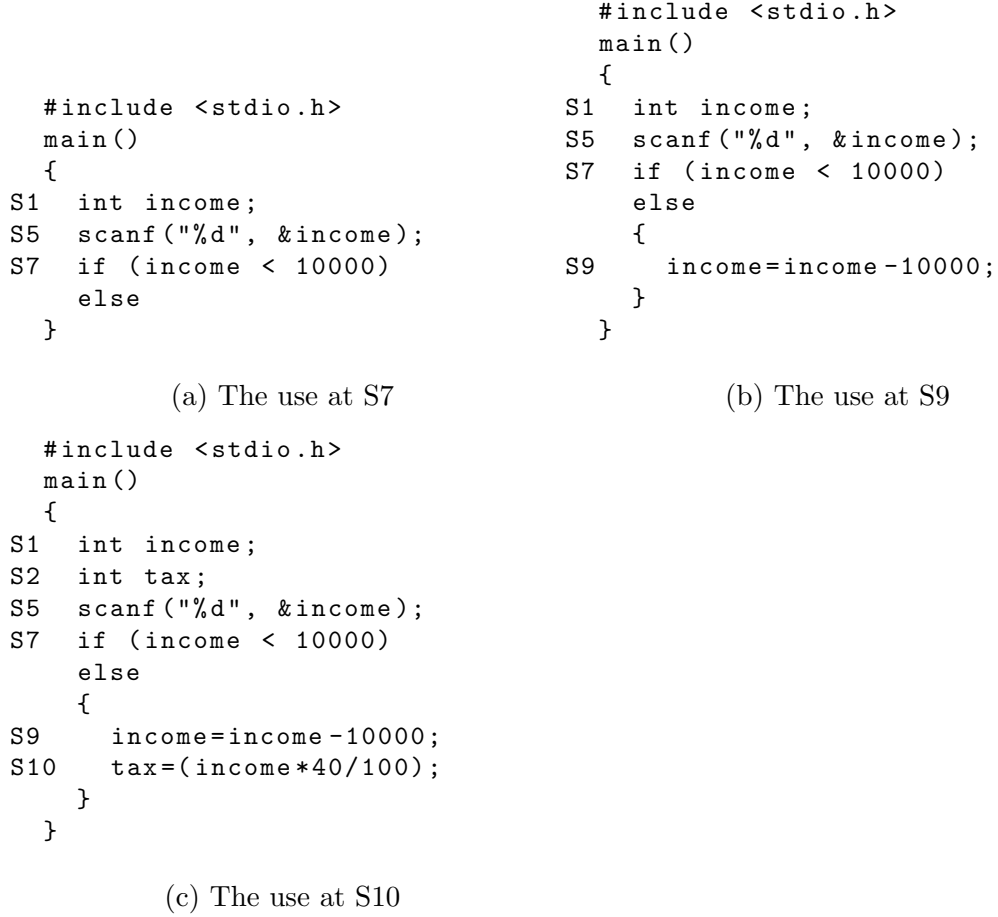 #include <stdio.h>
main()
{
S1 int income;
S5 scanf("%d", &income);
S7 if (income < 10000)
else
}
(a) The use at S7
#include <stdio.h>
main()
{
S1 int income;
S5 scanf("%d", &income);
S7 if (income < 10000)
else
{
S9 income=income-10000;
}
}
(b) The use at S9
#include <stdio.h>
main()
{
S1 int income;
S2 int tax;
S5 scanf("%d", &income);
S7 if (income < 10000)
else
{
S9 income=income-10000;
S10 tax=(income*40/100);
}
}
(c) The use at S10